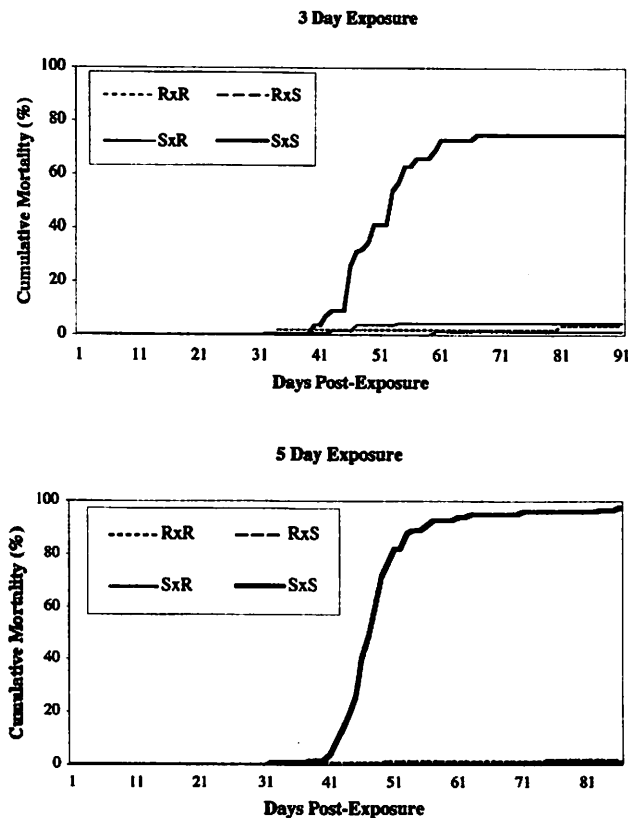 3 Day Exposure
100
80
60
40
20
0
Cumulative Mortality (%)
RxR RxS
SxR SxS
1 11 21 31 41 51 61 71 81 91
Days Post-Exposure
5 Day Exposure
100
80
60
40
20
0
Cumulative Mortality (%)
RxR RxS
SxR SxS
1 11 21 31 41 51 61 71 81
Days Post-Exposure